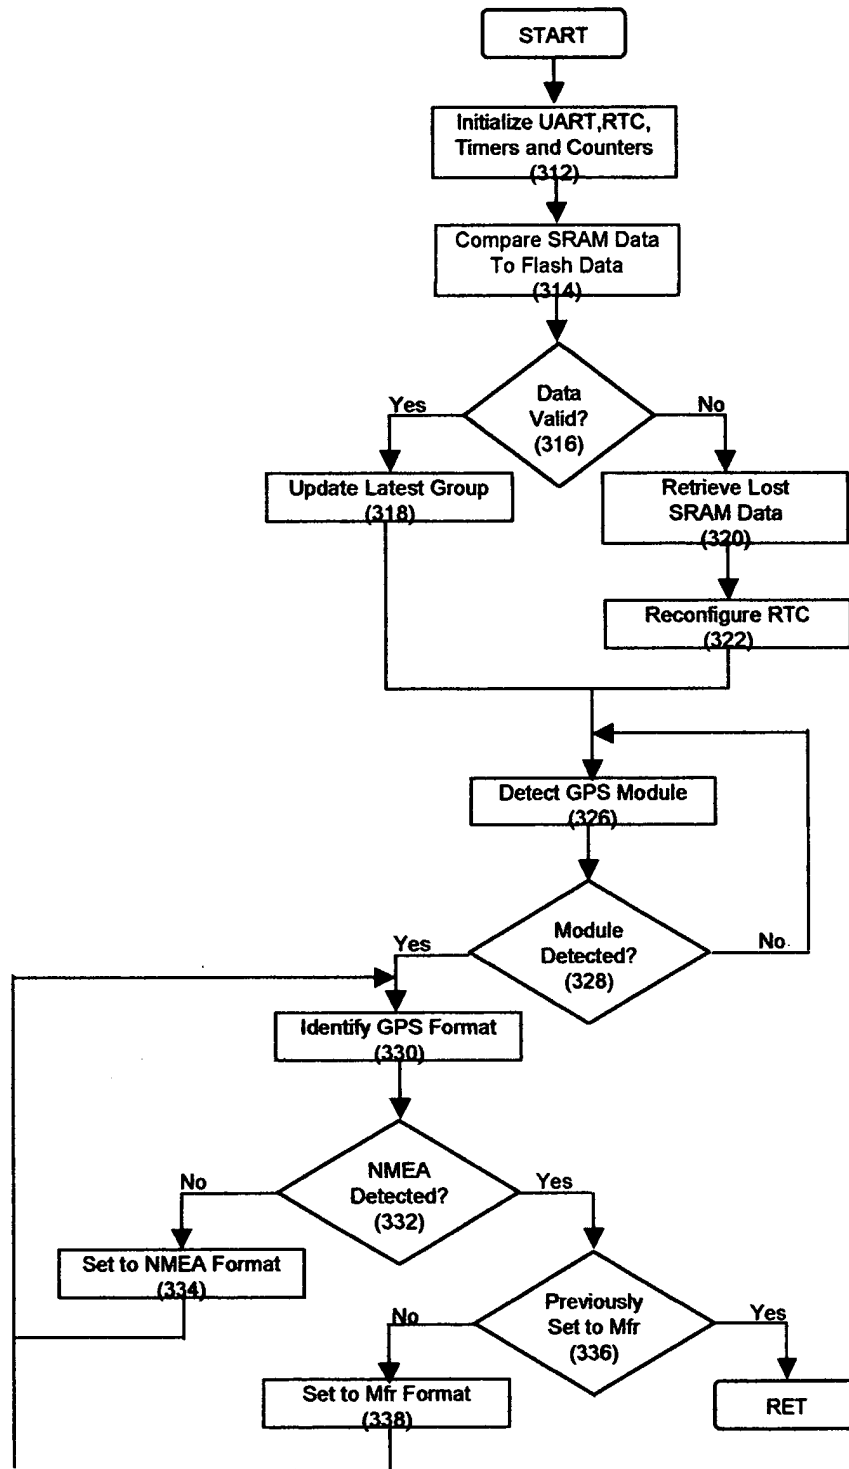 START
Initialize UART,RTC,
Timers and Counters
(312)
Compare SRAM Data
To Flash Data
(314)
Data
Valid?
(316)
Yes
No
Update Latest Group
(318)
Retrieve Lost
SRAM Data
(320)
Reconfigure RTC
(322)
Detect GPS Module
(326)
Module
Detected?
(328)
Yes
No
Identify GPS Format
(330)
NMEA
Detected?
(332)
No
Yes
Set to NMEA Format
(334)
Previously
Set to Mfr
(336)
No
Yes
Set to Mfr Format
(338)
RET